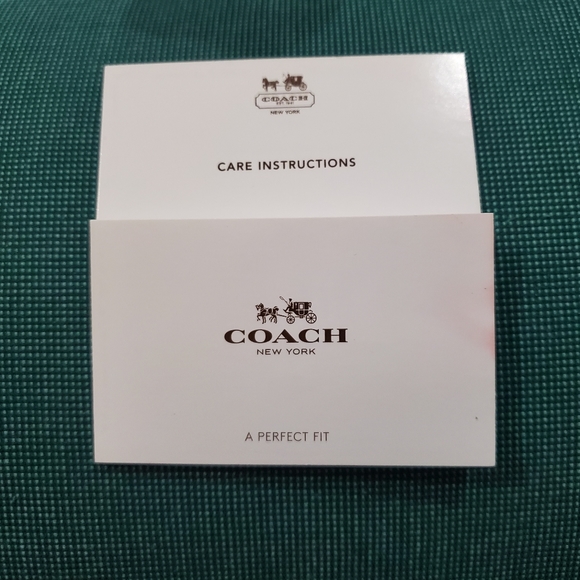 COACH
EST. 1941
NEW YORK
CARE INSTRUCTIONS
COACH
NEW YORK
A PERFECT FIT